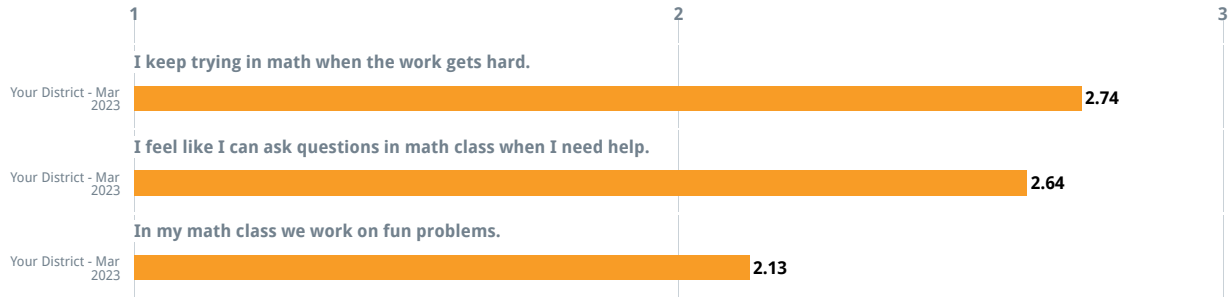 1 2 3
I keep trying in math when the work gets hard.
Your District - Mar
2023
2.74
I feel like I can ask questions in math class when I need help.
Your District - Mar
2023
2.64
In my math class we work on fun problems.
Your District - Mar
2023
2.13